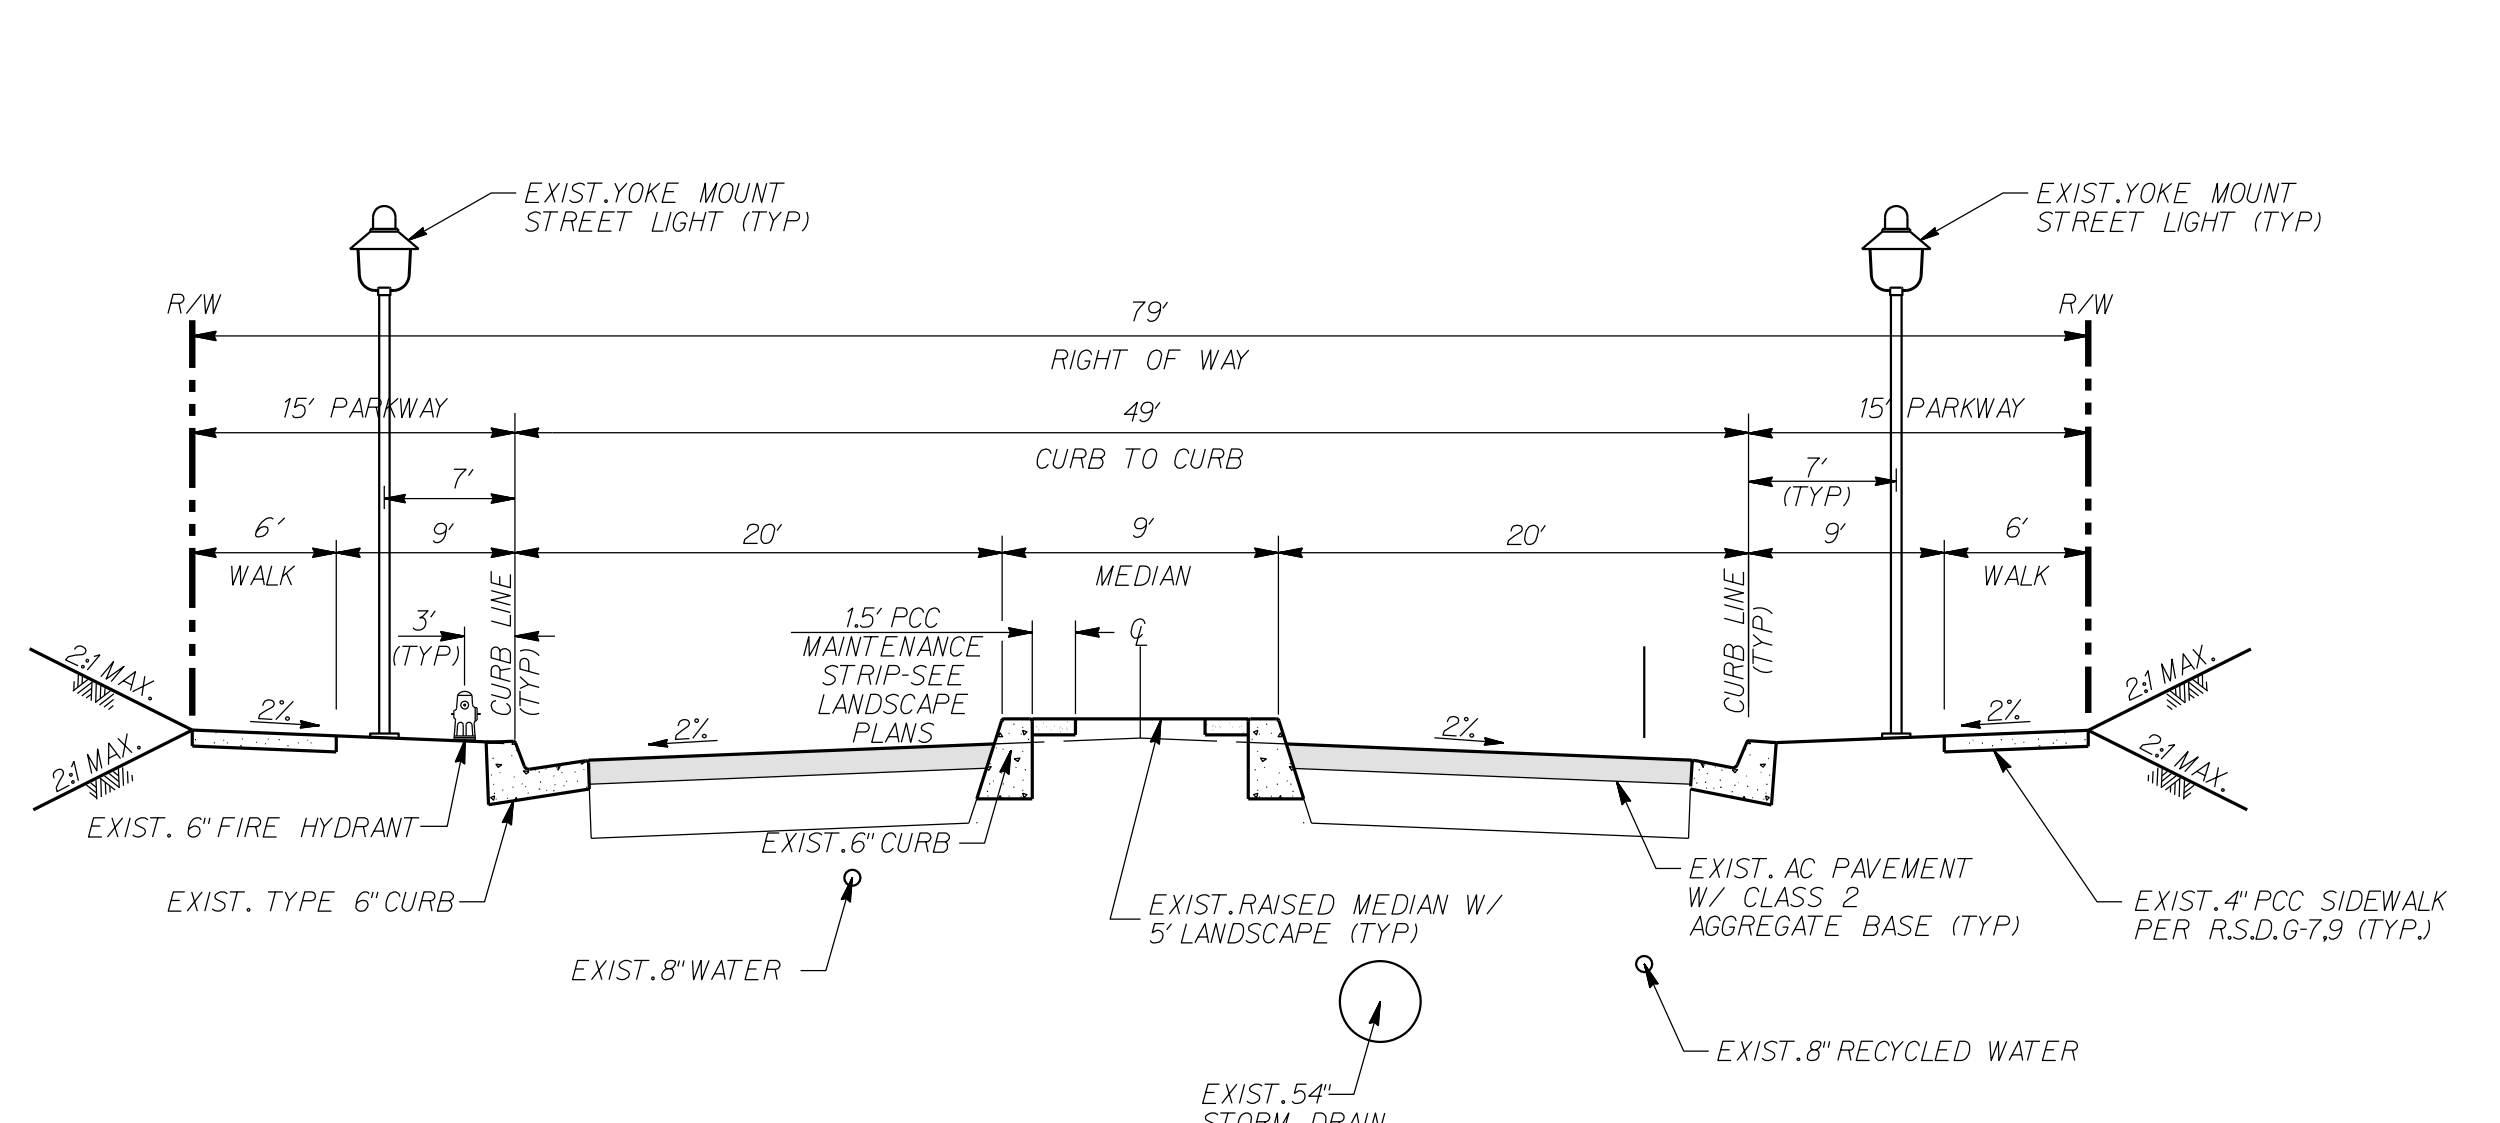 EXIST. YOKE MOUNT
STREET LIGHT (TYP)
EXIST. YOKE MOUNT
STREET LIGHT (TYP)
R/W
R/W
79'
RIGHT OF WAY
15' PARKWAY
49'
CURB TO CURB
15' PARKWAY
7'
7'
(TYP)
6'
WALK
9'
20'
9'
MEDIAN
20'
9'
6'
WALK
3'
(TYP)
CURB LINE
(TYP)
1.5' PCC
MAINTENANCE
STRIP-SEE
LANDSCAPE
PLANS
CL
CURB LINE
(TYP)
2:1 MAX.
2:1 MAX.
2%
2%
2%
2%
2:1 MAX.
2:1 MAX.
EXIST. 6" FIRE HYDRANT
EXIST. TYPE 6" CURB
EXIST. 6" CURB
EXIST. 8" WATER
EXIST. RAISED MEDIAN W/
5' LANDSCAPE (TYP)
EXIST. AC PAVEMENT
W/ CLASS 2
AGGREGATE BASE (TYP)
EXIST. 4" PCC SIDEWALK
PER R.S.D.G-7,9 (TYP.)
EXIST. 8" RECYCLED WATER
EXIST. 54"
STORM DRAIN